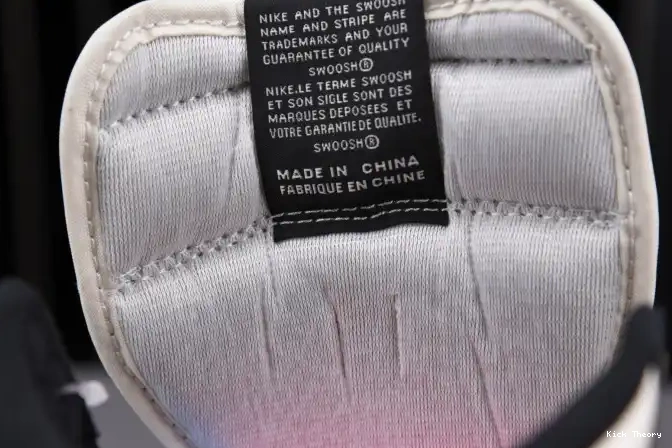 NIKE AND THE SWOOSH
NAME AND STRIPE ARE
TRADEMARKS AND YOUR
GUARANTEE OF QUALITY
SWOOSH®
NIKE.LE TERME SWOOSH
ET SON SIGLE SONT DES
MARQUES DEPOSEES ET
VOTRE GARANTIE DE QUALITE.
SWOOSH®
MADE IN CHINA
FABRIQUE EN CHINE
Kick Theory